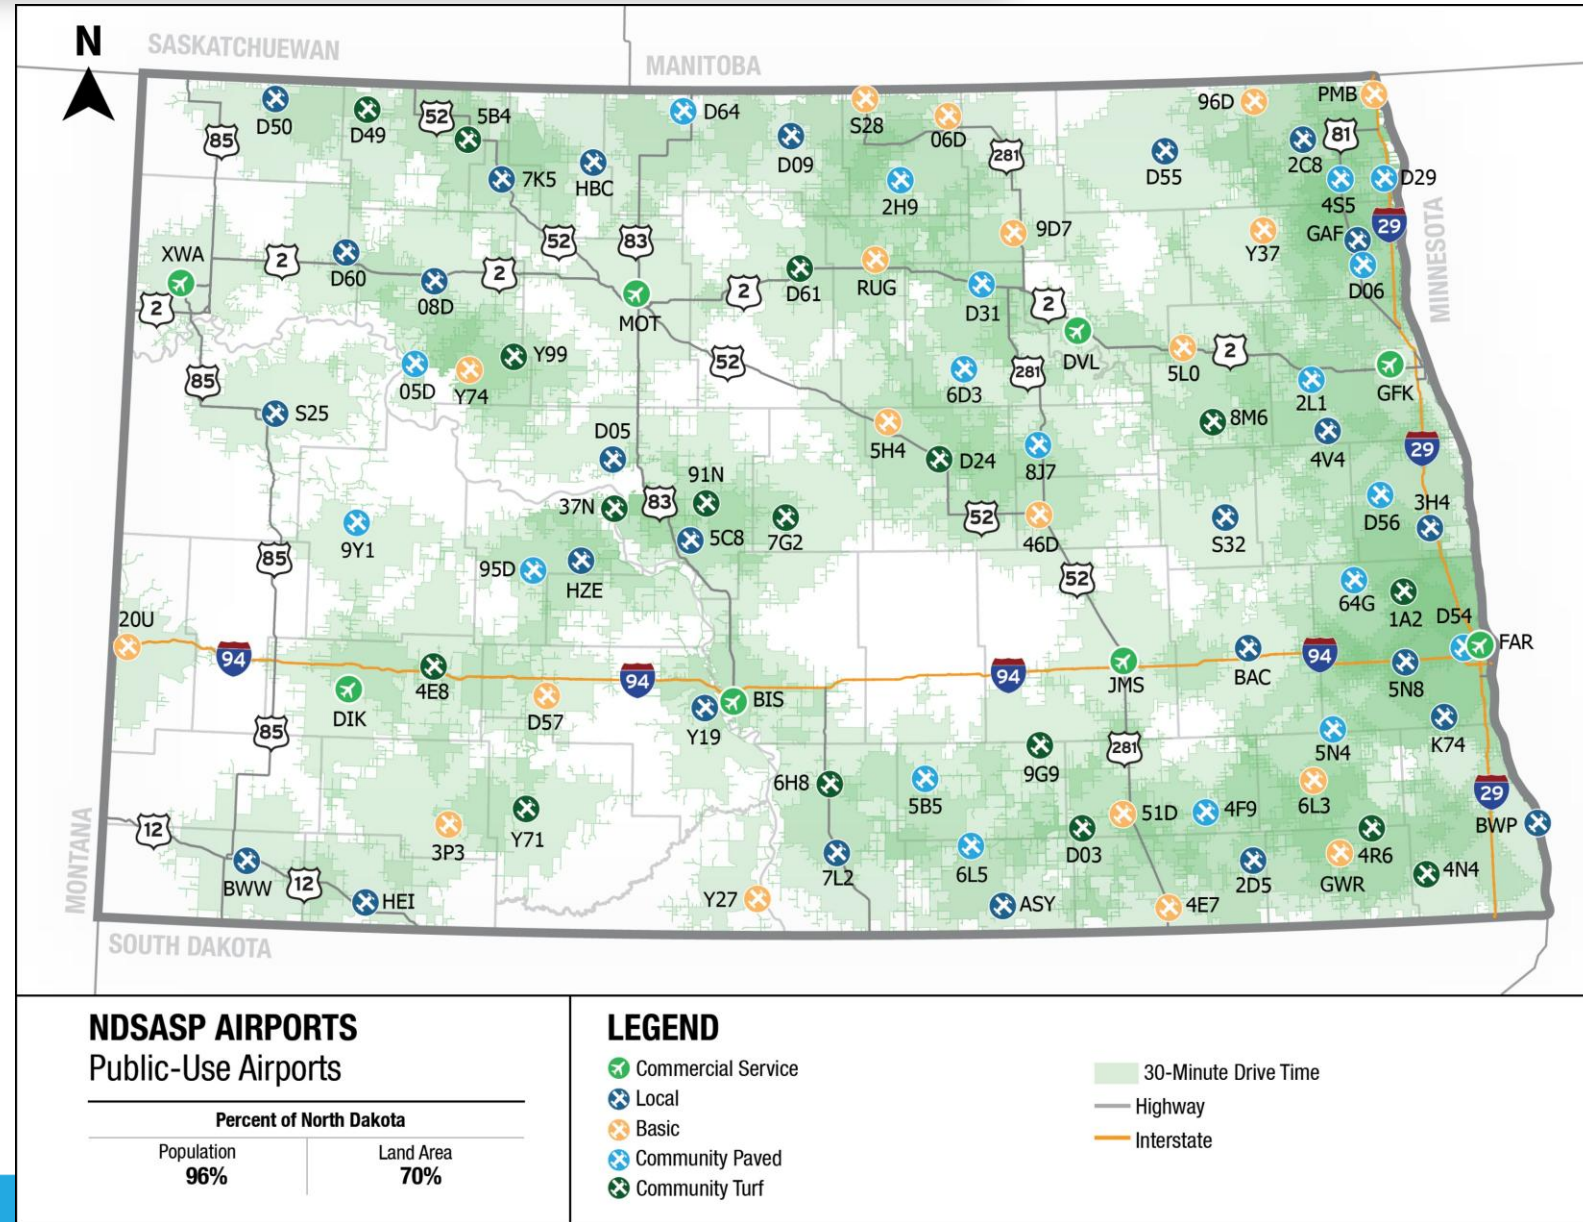 N
SASKATCHUEWAN
MANITOBA
D50
D49
52
5B4
D64
S28
06D
96D
PMB
85
7K5
HBC
D09
281
D55
2C8
81
2H9
4S5
D29
XWA
2
D60
52
83
9D7
Y37
GAF
29
MINNESOTA
08D
2
MOT
2
D61
RUG
D31
2
D06
2
DVL
85
05D
Y74
Y99
52
6D3
281
5L0
2
2L1
GFK
S25
D05
5H4
D24
8J7
8M6
4V4
29
37N
83
91N
5C8
7G2
52
46D
S32
D56
3H4
9Y1
85
95D
HZE
52
64G
1A2
D54
20U
94
4E8
94
94
JMS
BAC
94
5N8
FAR
DIK
D57
Y19
BIS
85
281
5N4
K74
6H8
5B5
9G9
6L3
29
MONTANA
12
3P3
Y71
51D
4F9
BWP
BWW
12
HEI
7L2
6L5
D03
2D5
GWR
4R6
4N4
Y27
ASY
4E7
SOUTH DAKOTA
NDSASP AIRPORTS
Public-Use Airports
Percent of North Dakota
Population
96%
Land Area
70%
LEGEND
Commercial Service
Local
Basic
Community Paved
Community Turf
30-Minute Drive Time
Highway
Interstate